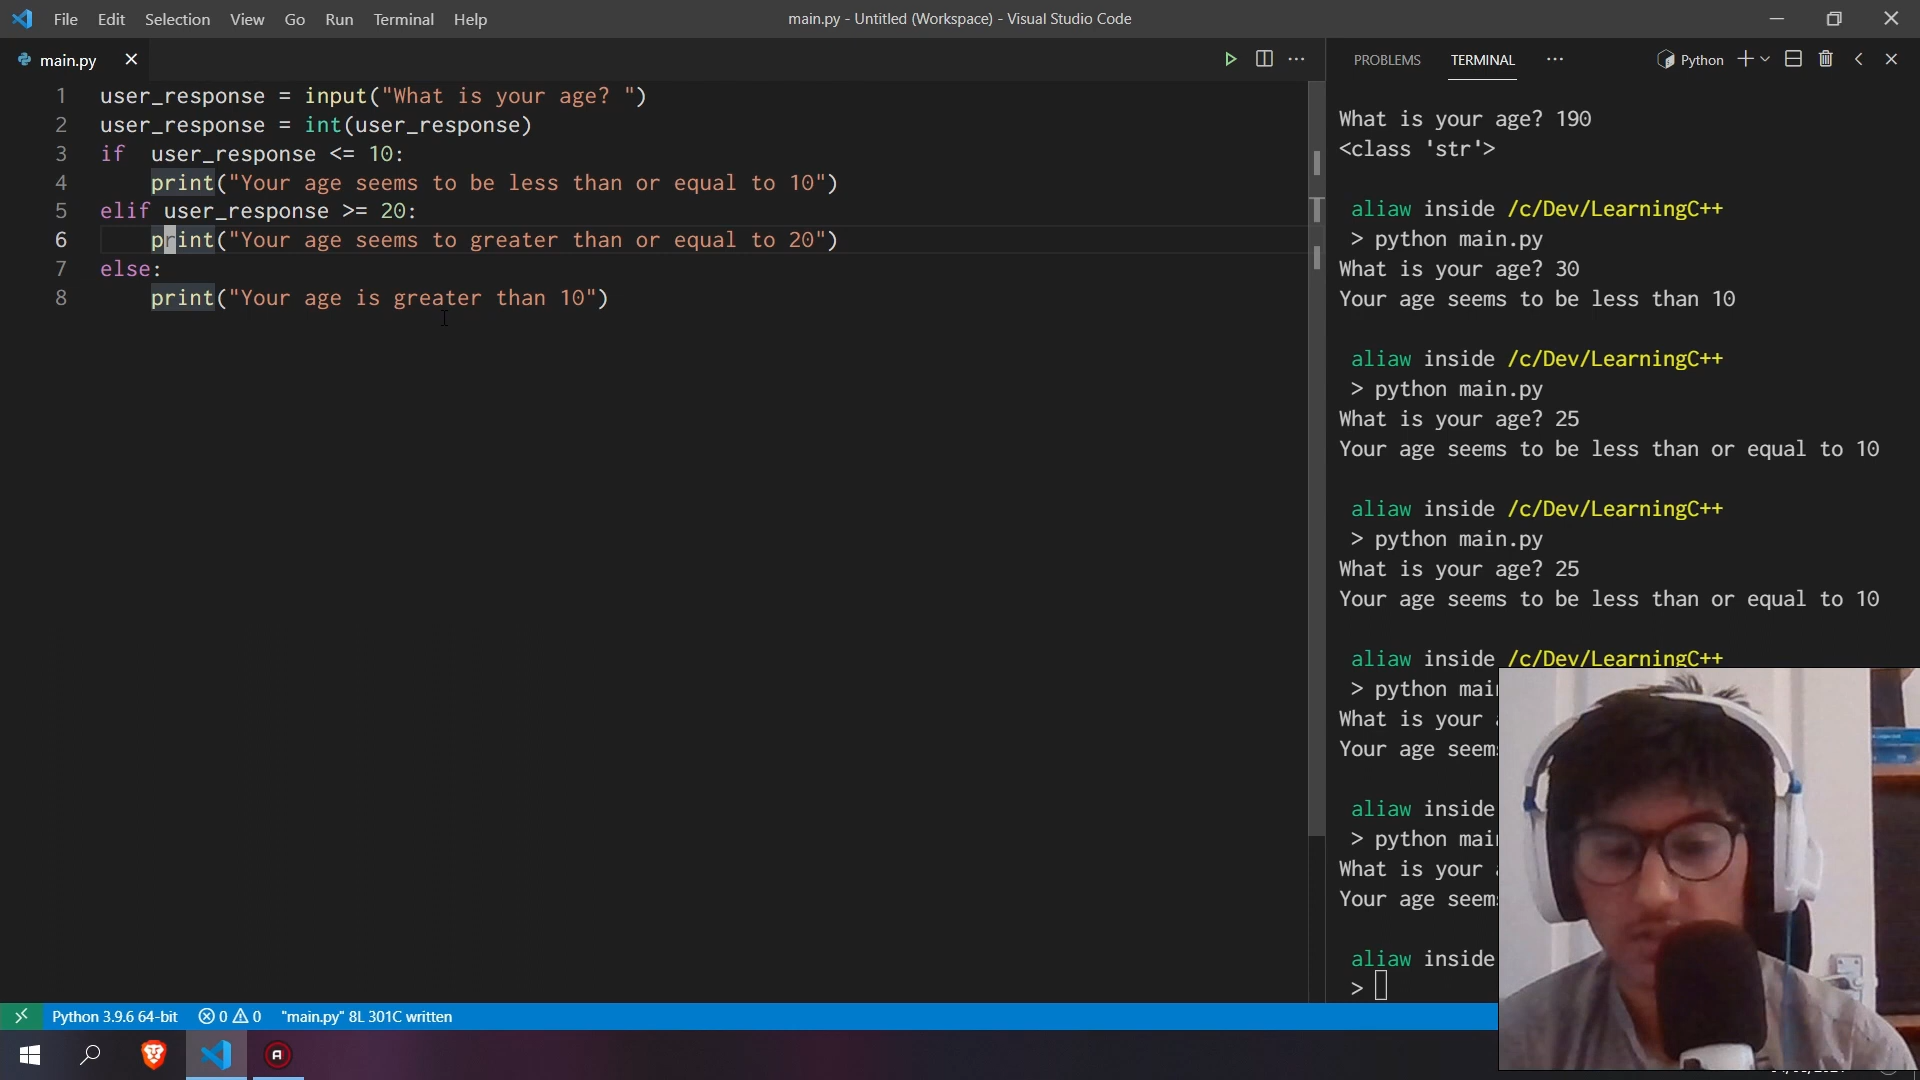 File Edit Selection View Go Run Terminal Help
main.py - Untitled (Workspace) - Visual Studio Code
main.py
1 user_response = input("What is your age? ")
2 user_response = int(user_response)
3 if  user_response <= 10:
4     print("Your age seems to be less than or equal to 10")
5 elif user_response >= 20:
6     print("Your age seems to greater than or equal to 20")
7 else:
8     print("Your age is greater than 10")
PROBLEMS TERMINAL ... Python
What is your age? 190
<class 'str'>
aliaw inside /c/Dev/LearningC++
> python main.py
What is your age? 30
Your age seems to be less than 10
aliaw inside /c/Dev/LearningC++
> python main.py
What is your age? 25
Your age seems to be less than or equal to 10
aliaw inside /c/Dev/LearningC++
> python main.py
What is your age? 25
Your age seems to be less than or equal to 10
aliaw inside /c/Dev/LearningC++
> python mai
What is your
Your age seem
aliaw inside
> python mai
What is your
Your age seem
aliaw inside
>
Python 3.9.6 64-bit 0 0 "main.py" 8L 301C written